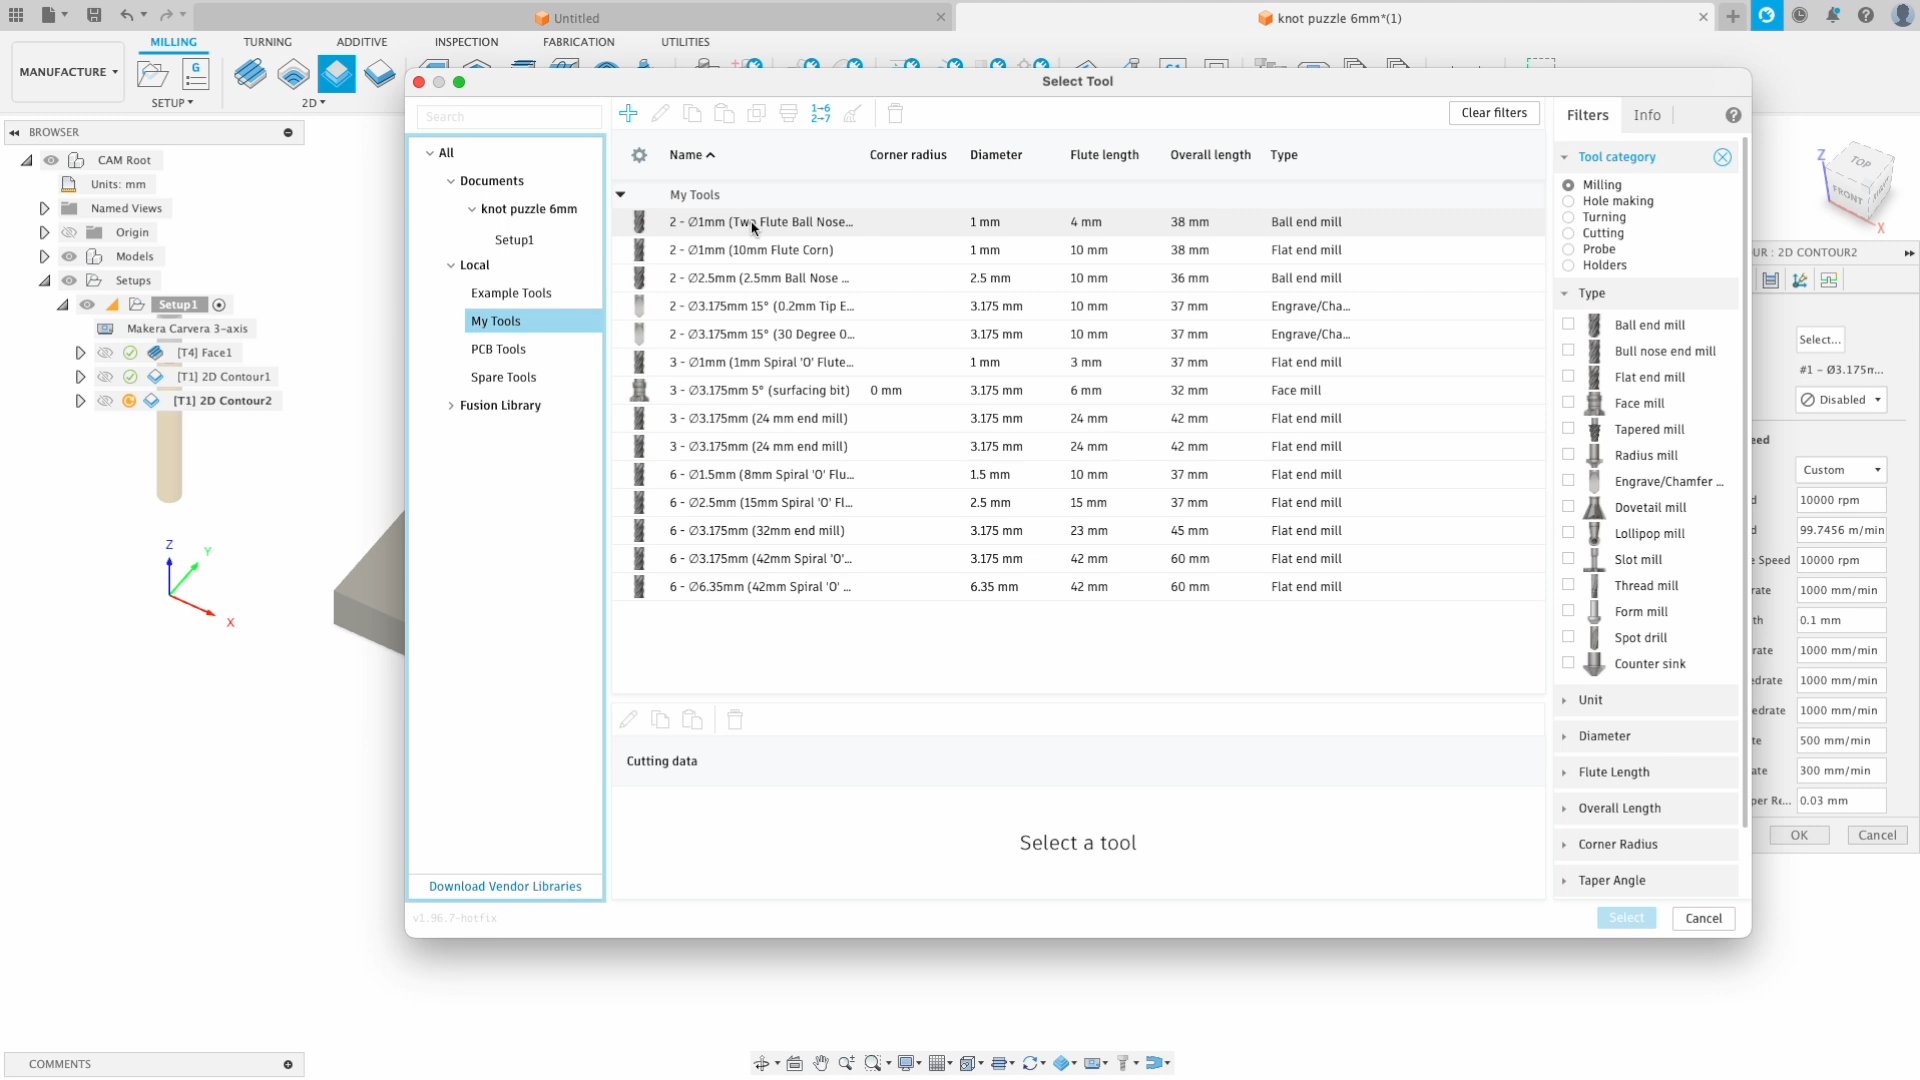 Untitled
knot puzzle 6mm*(1)
MILLING
TURNING
ADDITIVE
INSPECTION
FABRICATION
UTILITIES
MANUFACTURE
G
SETUP
2D
Select Tool
BROWSER
CAM Root
Units: mm
Named Views
Origin
Models
Setups
Setup1
Makera Carvera 3-axis
[T4] Face1
[T1] 2D Contour1
[T1] 2D Contour2
Z
Y
X
COMMENTS
Search
All
Documents
knot puzzle 6mm
Setup1
Local
Example Tools
My Tools
PCB Tools
Spare Tools
Fusion Library
Download Vendor Libraries
v1.96.7-hotfix
1→6
2→7
Clear filters
Name
Corner radius
Diameter
Flute length
Overall length
Type
My Tools
2 - Ø1mm (Two Flute Ball Nose... 1 mm 4 mm 38 mm Ball end mill
2 - Ø1mm (10mm Flute Corn) 1 mm 10 mm 38 mm Flat end mill
2 - Ø2.5mm (2.5mm Ball Nose ... 2.5 mm 10 mm 36 mm Ball end mill
2 - Ø3.175mm 15° (0.2mm Tip E... 3.175 mm 10 mm 37 mm Engrave/Cha...
2 - Ø3.175mm 15° (30 Degree 0... 3.175 mm 10 mm 37 mm Engrave/Cha...
3 - Ø1mm (1mm Spiral 'O' Flute... 1 mm 3 mm 37 mm Flat end mill
3 - Ø3.175mm 5° (surfacing bit) 0 mm 3.175 mm 6 mm 32 mm Face mill
3 - Ø3.175mm (24 mm end mill) 3.175 mm 24 mm 42 mm Flat end mill
3 - Ø3.175mm (24 mm end mill) 3.175 mm 24 mm 42 mm Flat end mill
6 - Ø1.5mm (8mm Spiral 'O' Flu... 1.5 mm 10 mm 37 mm Flat end mill
6 - Ø2.5mm (15mm Spiral 'O' Fl... 2.5 mm 15 mm 37 mm Flat end mill
6 - Ø3.175mm (32mm end mill) 3.175 mm 23 mm 45 mm Flat end mill
6 - Ø3.175mm (42mm Spiral 'O'... 3.175 mm 42 mm 60 mm Flat end mill
6 - Ø6.35mm (42mm Spiral 'O' ... 6.35 mm 42 mm 60 mm Flat end mill
Cutting data
Select a tool
Filters
Info
Tool category
Milling
Hole making
Turning
Cutting
Probe
Holders
Type
Ball end mill
Bull nose end mill
Flat end mill
Face mill
Tapered mill
Radius mill
Engrave/Chamfer ...
Dovetail mill
Lollipop mill
Slot mill
Thread mill
Form mill
Spot drill
Counter sink
Unit
Diameter
Flute Length
Overall Length
Corner Radius
Taper Angle
Select
Cancel
Z
TOP
FRONT
X
UR : 2D CONTOUR2
Select...
#1 - Ø3.175m...
Disabled
eed
Custom
d 10000 rpm
d 99.7456 m/min
e Speed 10000 rpm
rate 1000 mm/min
th 0.1 mm
rate 1000 mm/min
edrate 1000 mm/min
edrate 1000 mm/min
te 500 mm/min
ate 300 mm/min
per Re... 0.03 mm
OK
Cancel